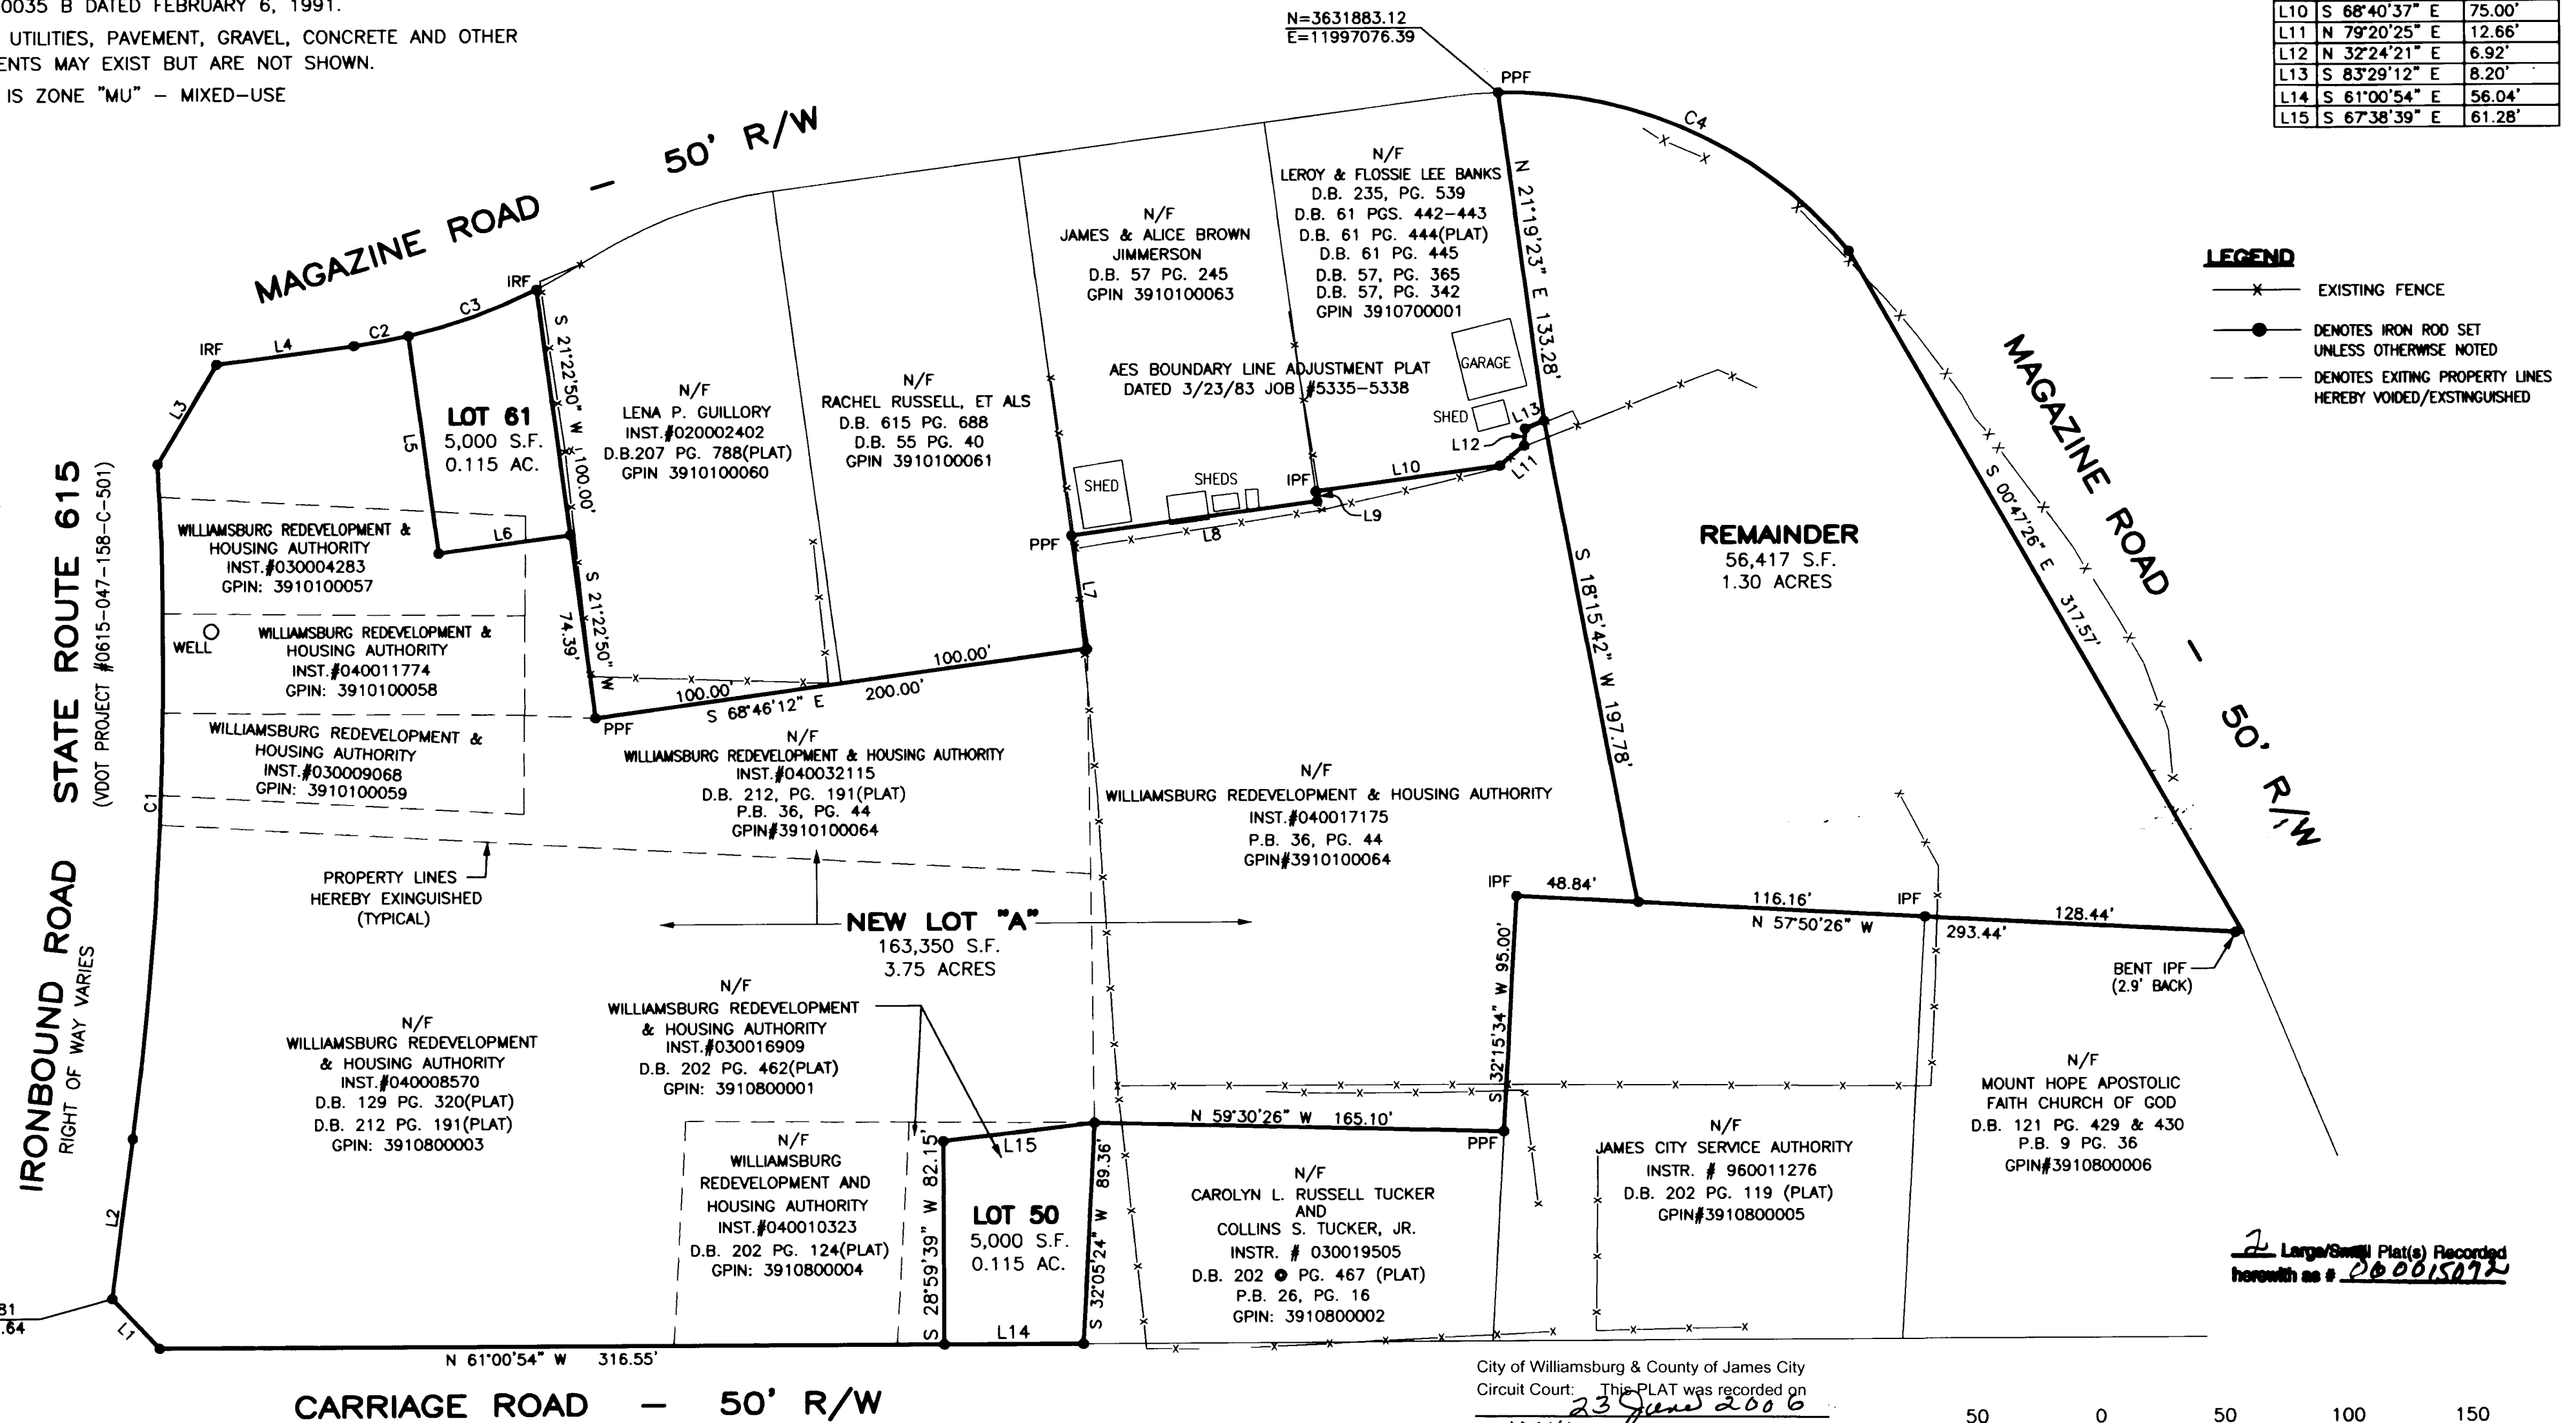 0035 B DATED FEBRUARY 6, 1991.
UTILITIES, PAVEMENT, GRAVEL, CONCRETE AND OTHER
ENTS MAY EXIST BUT ARE NOT SHOWN.
IS ZONE "MU" – MIXED–USE
N=3631883.12
E=11997076.39
L10 S 68°40'37" E 75.00'
L11 N 79°20'25" E 12.66'
L12 N 32°24'21" E 6.92'
L13 S 83°29'12" E 8.20'
L14 S 61°00'54" E 56.04'
L15 S 67°38'39" E 61.28'
MAGAZINE ROAD – 50' R/W
PPF
C4
N 21°19'23" E 133.28'
LEGEND
EXISTING FENCE
DENOTES IRON ROD SET
UNLESS OTHERWISE NOTED
DENOTES EXITING PROPERTY LINES
HEREBY VOIDED/EXSTINGUISHED
MAGAZINE ROAD – 50' R/W
S 00°47'26" E 317.57'
IRF
L4
C2
C3
IRF
L3
L5
LOT 61
5,000 S.F.
0.115 AC.
L6
S 21°22'50" W 100.00'
S 21°22'50" W
74.39'
N/F
LENA P. GUILLORY
INST.#020002402
D.B.207 PG. 788(PLAT)
GPIN 3910100060
N/F
RACHEL RUSSELL, ET ALS
D.B. 615 PG. 688
D.B. 55 PG. 40
GPIN 3910100061
N/F
JAMES & ALICE BROWN
JIMMERSON
D.B. 57 PG. 245
GPIN 3910100063
N/F
LEROY & FLOSSIE LEE BANKS
D.B. 235, PG. 539
D.B. 61 PGS. 442–443
D.B. 61 PG. 444(PLAT)
D.B. 61 PG. 445
D.B. 57, PG. 365
D.B. 57, PG. 342
GPIN 3910700001
AES BOUNDARY LINE ADJUSTMENT PLAT
DATED 3/23/83 JOB #5335–5338
GARAGE
SHED
L13
L12
L11
L10
IPF
L9
SHEDS
SHED
L8
PPF
L7
REMAINDER
56,417 S.F.
1.30 ACRES
S 18°15'42" W 197.78'
STATE ROUTE 615
(VDOT PROJECT #0615–047–158–C–501)
WILLIAMSBURG REDEVELOPMENT &
HOUSING AUTHORITY
INST.#030004283
GPIN: 3910100057
WELL
WILLIAMSBURG REDEVELOPMENT &
HOUSING AUTHORITY
INST.#040011774
GPIN: 3910100058
WILLIAMSBURG REDEVELOPMENT &
HOUSING AUTHORITY
INST.#030009068
GPIN: 3910100059
C1
100.00'
100.00'
200.00'
S 68°46'12" E
PPF
N/F
WILLIAMSBURG REDEVELOPMENT & HOUSING AUTHORITY
INST.#040032115
D.B. 212, PG. 191(PLAT)
P.B. 36, PG. 44
GPIN#3910100064
N/F
WILLIAMSBURG REDEVELOPMENT & HOUSING AUTHORITY
INST.#040017175
P.B. 36, PG. 44
GPIN#3910100064
PROPERTY LINES
HEREBY EXINGUISHED
(TYPICAL)
NEW LOT "A"
163,350 S.F.
3.75 ACRES
IPF
48.84'
116.16'
IPF
128.44'
N 57°50'26" W
293.44'
BENT IPF
(2.9' BACK)
S 32°15'34" W 95.00'
IRONBOUND ROAD
RIGHT OF WAY VARIES
N/F
WILLIAMSBURG REDEVELOPMENT
& HOUSING AUTHORITY
INST.#040008570
D.B. 129 PG. 320(PLAT)
D.B. 212 PG. 191(PLAT)
GPIN: 3910800003
N/F
WILLIAMSBURG REDEVELOPMENT
& HOUSING AUTHORITY
INST.#030016909
D.B. 202 PG. 462(PLAT)
GPIN: 3910800001
N/F
WILLIAMSBURG
REDEVELOPMENT AND
HOUSING AUTHORITY
INST.#040010323
D.B. 202 PG. 124(PLAT)
GPIN: 3910800004
S 28°59'39" W 82.15'
L15
LOT 50
5,000 S.F.
0.115 AC.
L14
S 32°05'24" W 89.36'
N 59°30'26" W 165.10'
PPF
N/F
CAROLYN L. RUSSELL TUCKER
AND
COLLINS S. TUCKER, JR.
INSTR. # 030019505
D.B. 202 PG. 467 (PLAT)
P.B. 26, PG. 16
GPIN: 3910800002
N/F
JAMES CITY SERVICE AUTHORITY
INSTR. # 960011276
D.B. 202 PG. 119 (PLAT)
GPIN#3910800005
N/F
MOUNT HOPE APOSTOLIC
FAITH CHURCH OF GOD
D.B. 121 PG. 429 & 430
P.B. 9 PG. 36
GPIN#3910800006
2 Large/Small Plat(s) Recorded
herewith as # 060015092
L2
81
.64
L1
N 61°00'54" W 316.55'
CARRIAGE ROAD – 50' R/W
City of Williamsburg & County of James City
Circuit Court: This PLAT was recorded on
23 June 2006
50 0 50 100 150